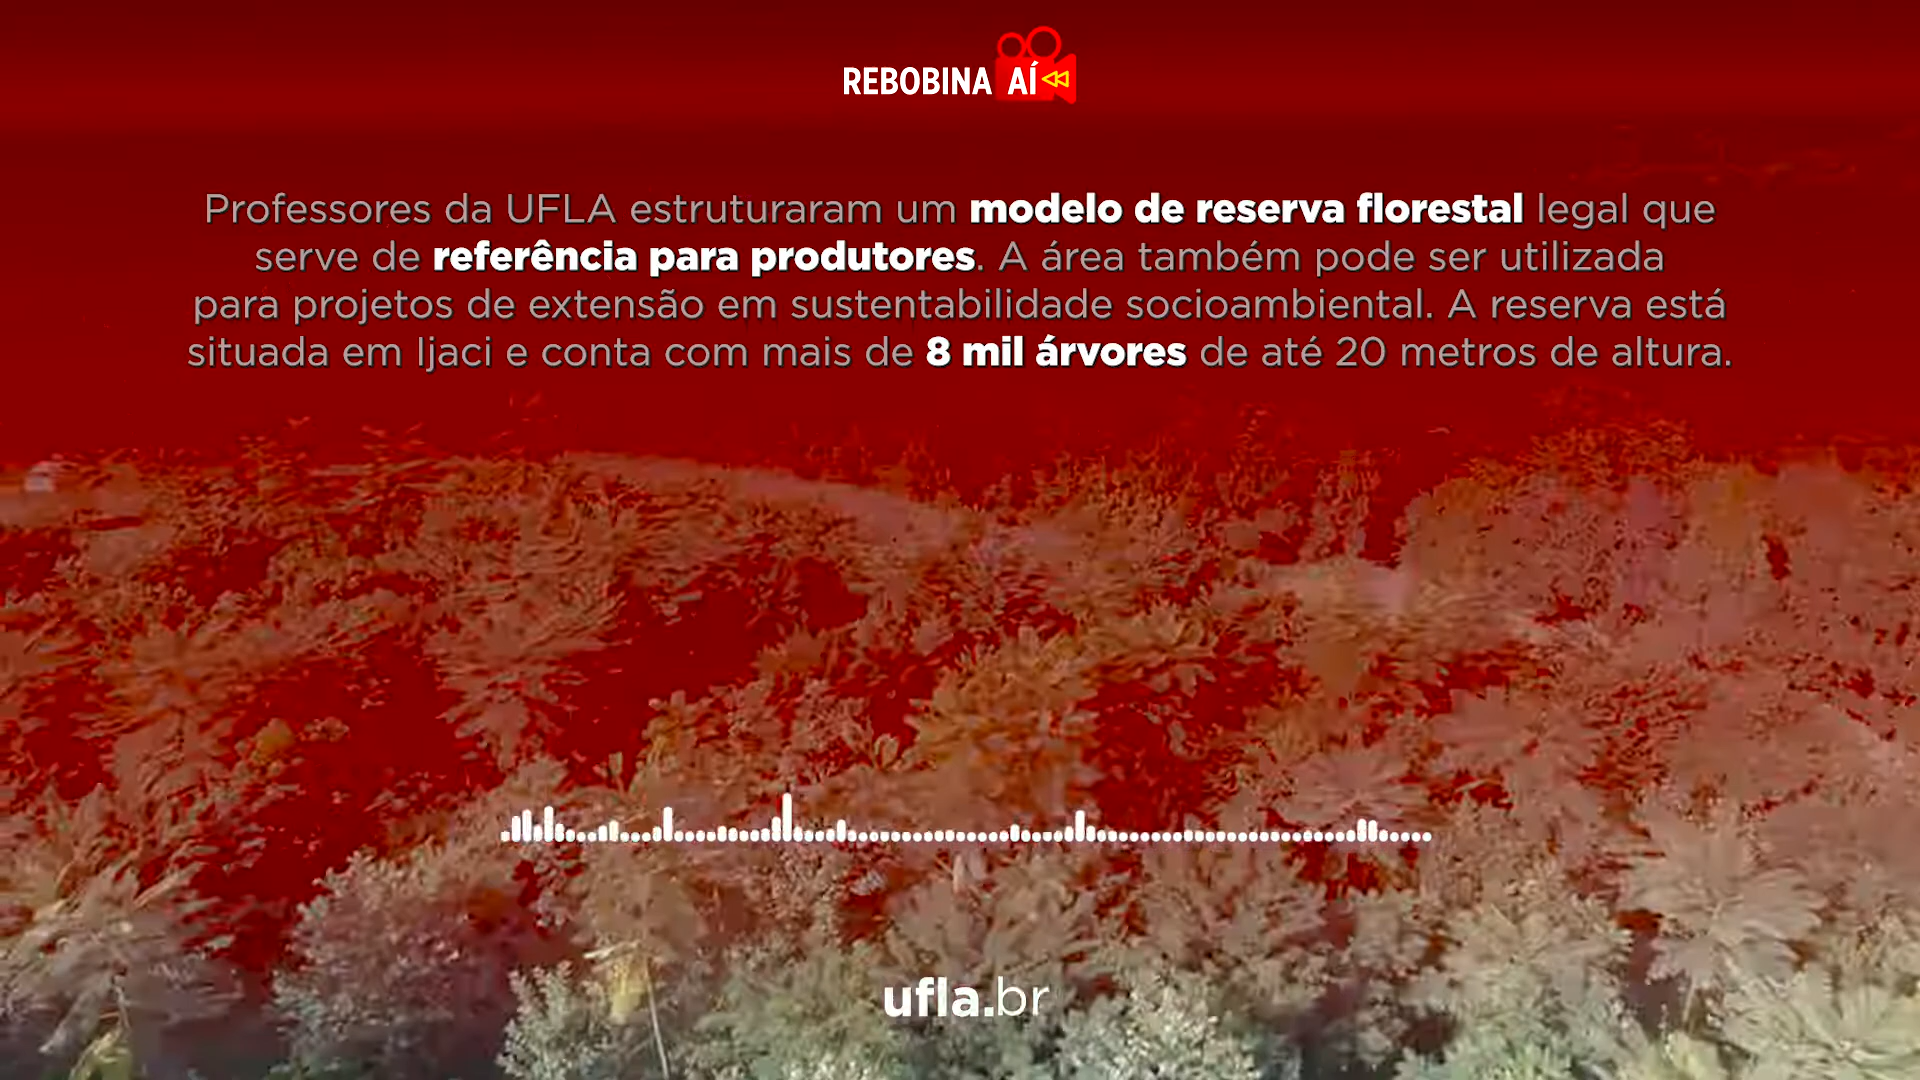 REBOBINA AÍ
Professores da UFLA estruturaram um modelo de reserva florestal legal que
serve de referência para produtores. A área também pode ser utilizada
para projetos de extensão em sustentabilidade socioambiental. A reserva está
situada em Ijaci e conta com mais de 8 mil árvores de até 20 metros de altura.
ufla.br